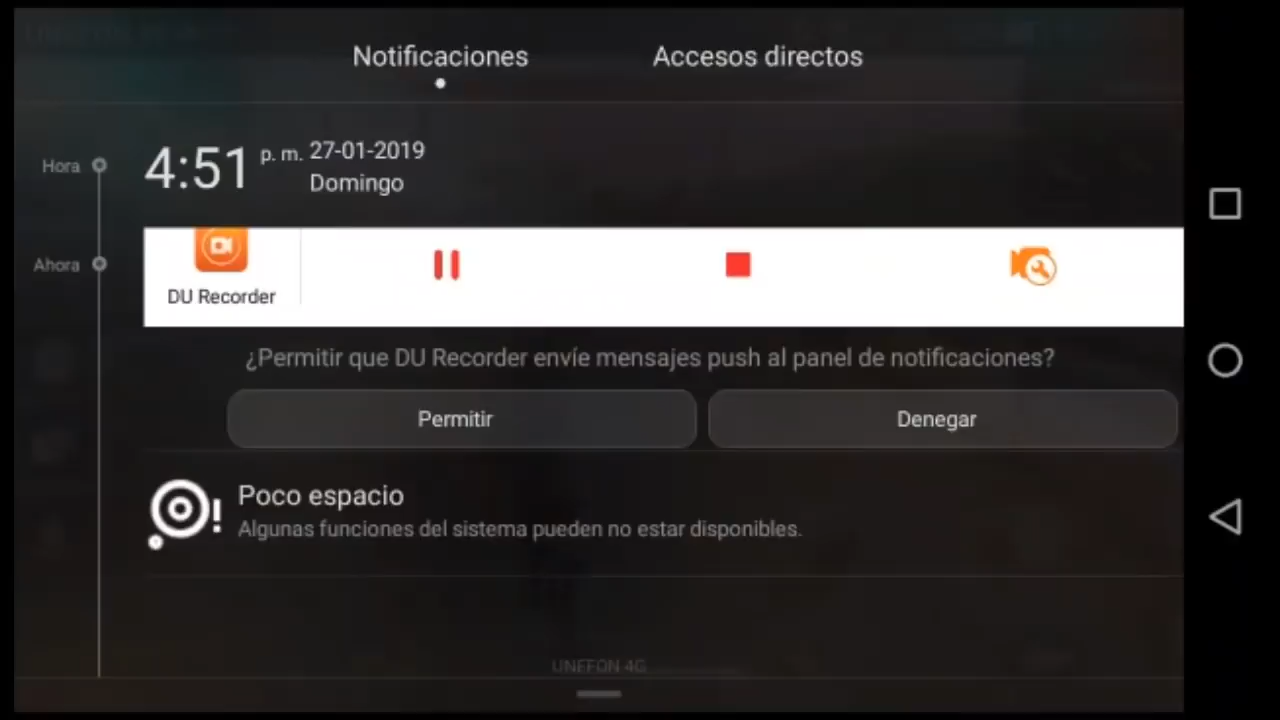 Notificaciones
Accesos directos
Hora
4:51 p. m. 27-01-2019
Domingo
Ahora
DU Recorder
¿Permitir que DU Recorder envíe mensajes push al panel de notificaciones?
Permitir
Denegar
Poco espacio
Algunas funciones del sistema pueden no estar disponibles.
UNEFON 4G